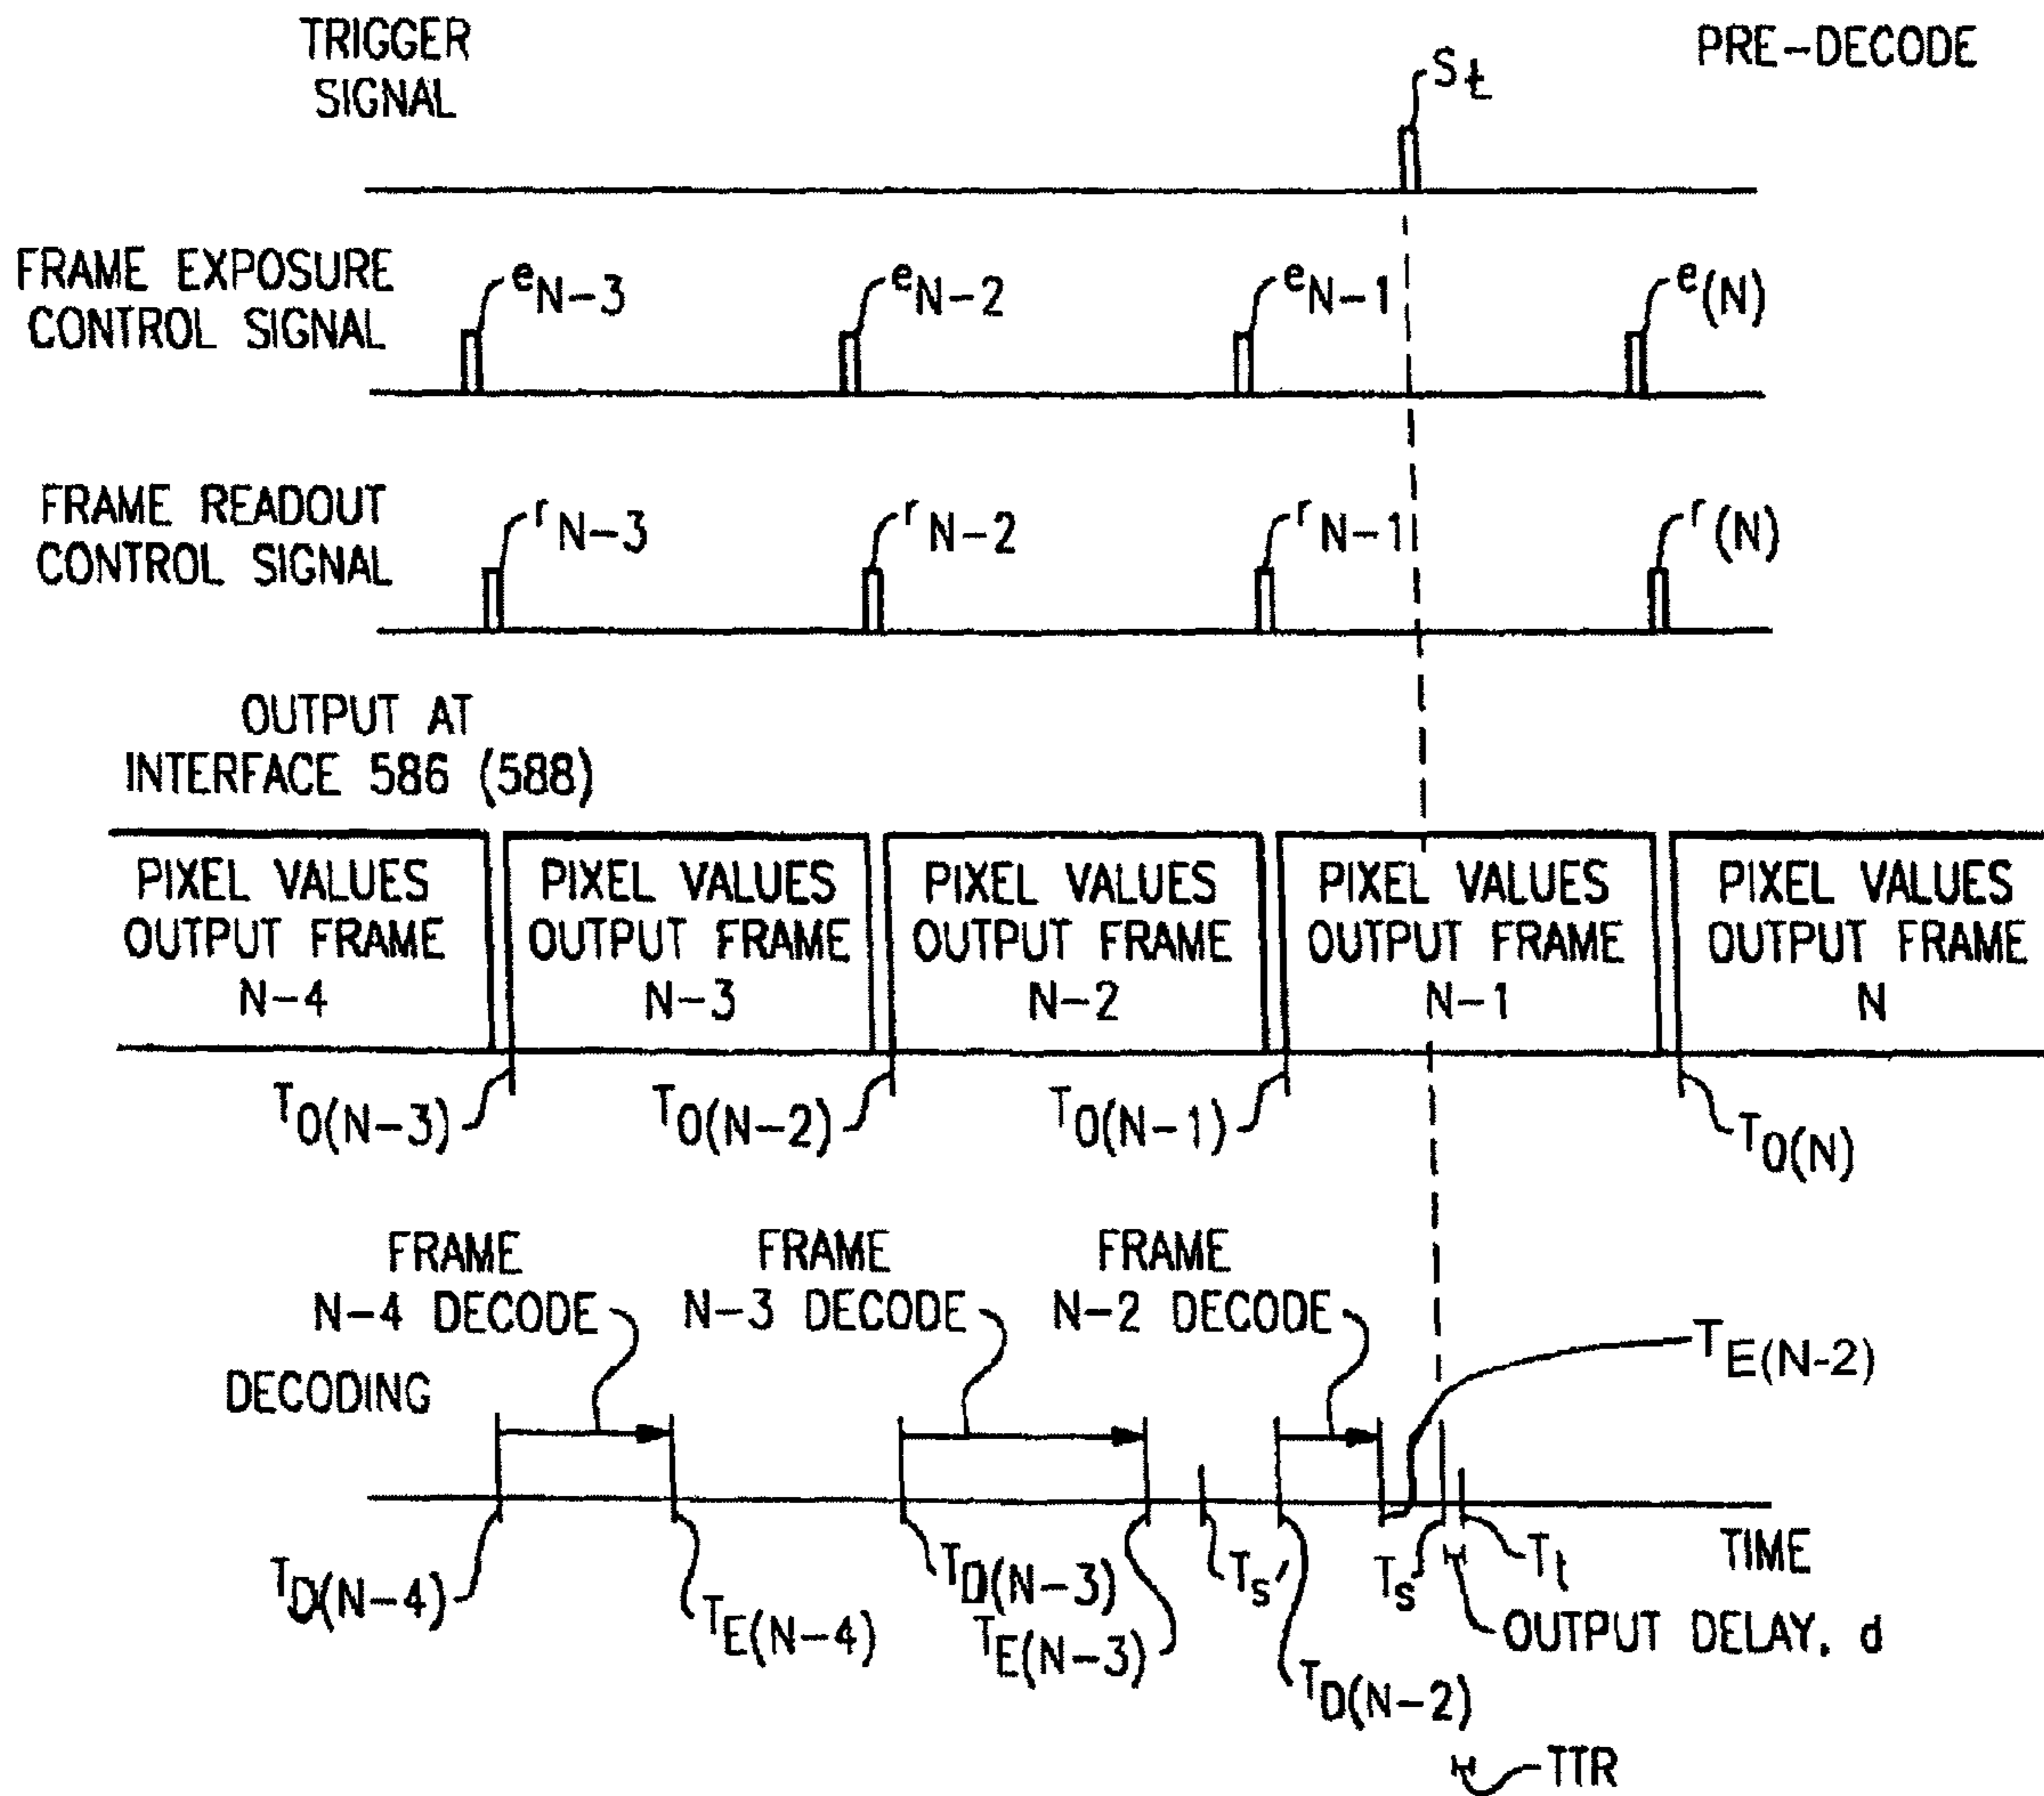 TRIGGER
SIGNAL
PRE-DECODE
St
FRAME EXPOSURE
CONTROL SIGNAL
eN-3
eN-2
eN-1
e(N)
FRAME READOUT
CONTROL SIGNAL
rN-3
rN-2
rN-1
r(N)
OUTPUT AT
INTERFACE 586 (588)
PIXEL VALUES
OUTPUT FRAME
N-4
PIXEL VALUES
OUTPUT FRAME
N-3
PIXEL VALUES
OUTPUT FRAME
N-2
PIXEL VALUES
OUTPUT FRAME
N-1
PIXEL VALUES
OUTPUT FRAME
N
TO(N-3)
TO(N-2)
TO(N-1)
TO(N)
FRAME
N-4 DECODE
FRAME
N-3 DECODE
FRAME
N-2 DECODE
TE(N-2)
DECODING
TIME
TD(N-4)
TE(N-4)
TD(N-3)
TE(N-3)
Ts'
TD(N-2)
Ts
Tt
OUTPUT DELAY, d
TTR